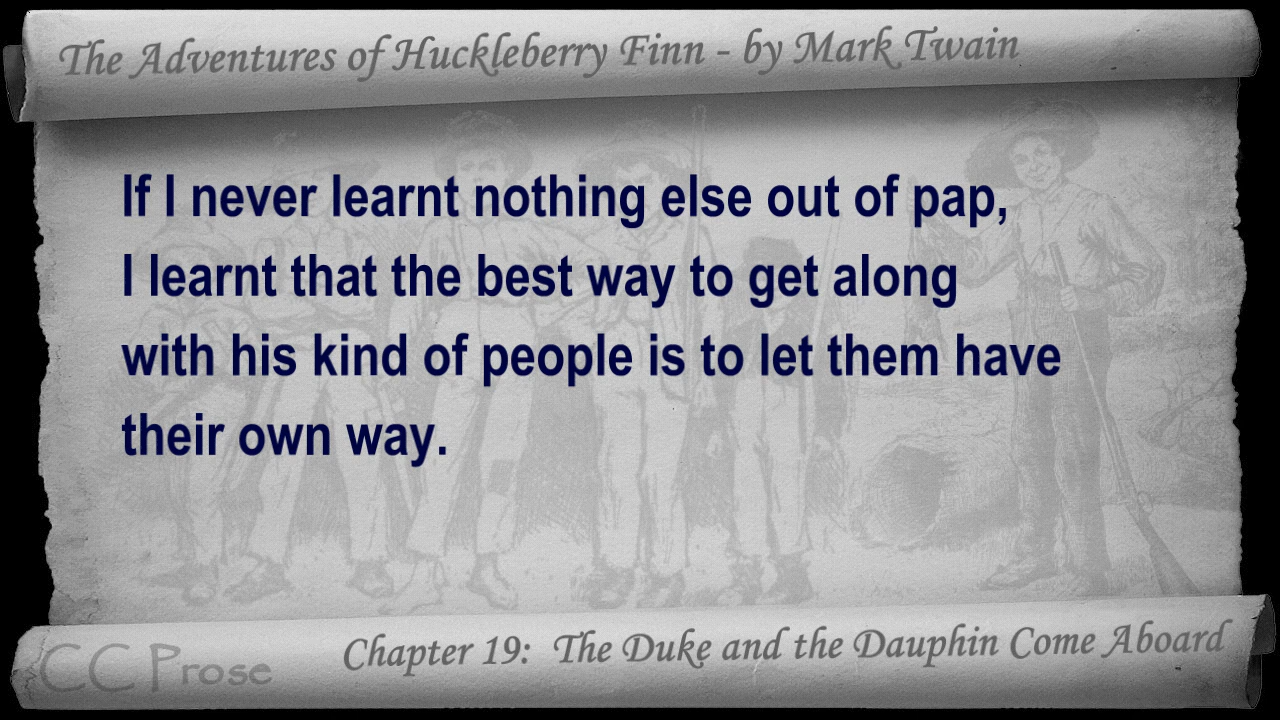 The Adventures of Huckleberry Finn - by Mark Twain
If I never learnt nothing else out of pap,
I learnt that the best way to get along
with his kind of people is to let them have
their own way.
Chapter 19: The Duke and the Dauphin Come Aboard
CC Prose